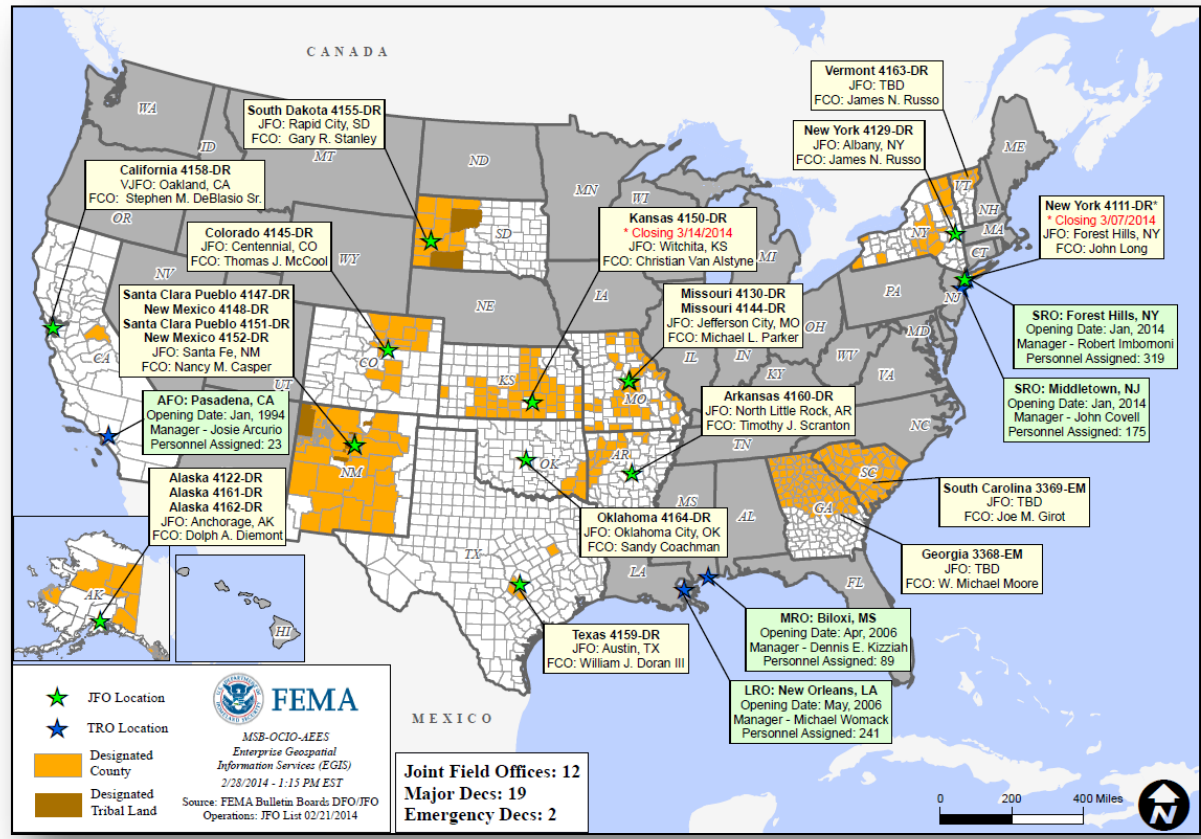 CANADA
WA
ID
MT
ND
MN
WI
MI
ME
OR
NV
UT
WY
SD
NE
IA
IL
IN
OH
PA
NY
VT
NH
MA
CT
NJ
MD
WV
VA
KY
TN
NC
SC
GA
AL
MS
LA
FL
CA
CO
KS
MO
AR
OK
NM
TX
AK
HI
MEXICO
South Dakota 4155-DR
JFO: Rapid City, SD
FCO: Gary R. Stanley
California 4158-DR
VJFO: Oakland, CA
FCO: Stephen M. DeBlasio Sr.
Colorado 4145-DR
JFO: Centennial, CO
FCO: Thomas J. McCool
Santa Clara Pueblo 4147-DR
New Mexico 4148-DR
Santa Clara Pueblo 4151-DR
New Mexico 4152-DR
JFO: Santa Fe, NM
FCO: Nancy M. Casper
AFO: Pasadena, CA
Opening Date: Jan, 1994
Manager - Josie Arcurio
Personnel Assigned: 23
Alaska 4122-DR
Alaska 4161-DR
Alaska 4162-DR
JFO: Anchorage, AK
FCO: Dolph A. Diemont
Kansas 4150-DR
* Closing 3/14/2014
JFO: Witchita, KS
FCO: Christian Van Alstyne
Missouri 4130-DR
Missouri 4144-DR
JFO: Jefferson City, MO
FCO: Michael L. Parker
Arkansas 4160-DR
JFO: North Little Rock, AR
FCO: Timothy J. Scranton
Oklahoma 4164-DR
JFO: Oklahoma City, OK
FCO: Sandy Coachman
Texas 4159-DR
JFO: Austin, TX
FCO: William J. Doran III
Vermont 4163-DR
JFO: TBD
FCO: James N. Russo
New York 4129-DR
JFO: Albany, NY
FCO: James N. Russo
New York 4111-DR*
* Closing 3/07/2014
JFO: Forest Hills, NY
FCO: John Long
SRO: Forest Hills, NY
Opening Date: Jan, 2014
Manager - Robert Imbomoni
Personnel Assigned: 319
SRO: Middletown, NJ
Opening Date: Jan, 2014
Manager - John Covell
Personnel Assigned: 175
South Carolina 3369-EM
JFO: TBD
FCO: Joe M. Girot
Georgia 3368-EM
JFO: TBD
FCO: W. Michael Moore
MRO: Biloxi, MS
Opening Date: Apr, 2006
Manager - Dennis E. Kizziah
Personnel Assigned: 89
LRO: New Orleans, LA
Opening Date: May, 2006
Manager - Michael Womack
Personnel Assigned: 241
JFO Location
TRO Location
Designated
County
Designated
Tribal Land
FEMA
MSB-OCIO-AEES
Enterprise Geospatial
Information Services (EGIS)
2/28/2014 - 1:15 PM EST
Source: FEMA Bulletin Boards DFO/JFO
Operations: JFO List 02/21/2014
Joint Field Offices: 12
Major Decs: 19
Emergency Decs: 2
0 200 400 Miles
N